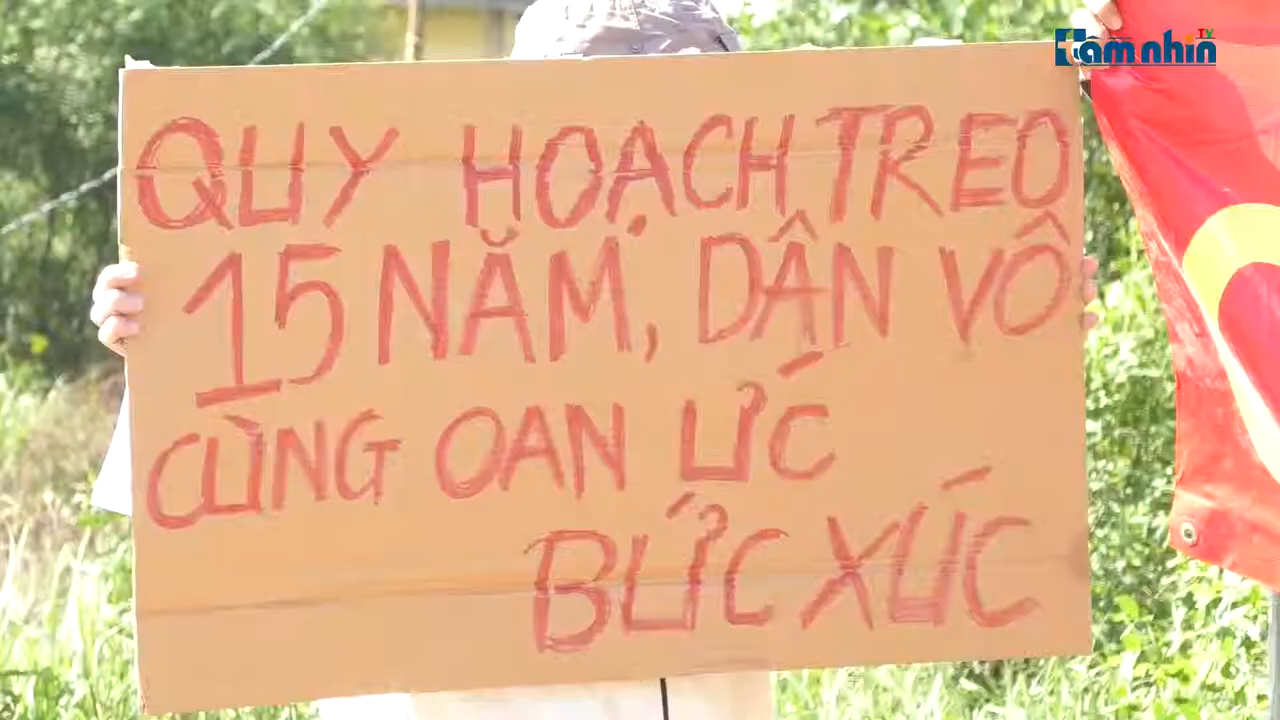 Tầm nhìn TV
QUY HOẠCH TREO
15 NĂM, DÂN VÔ
CÙNG OAN ỨC
BỨC XÚC